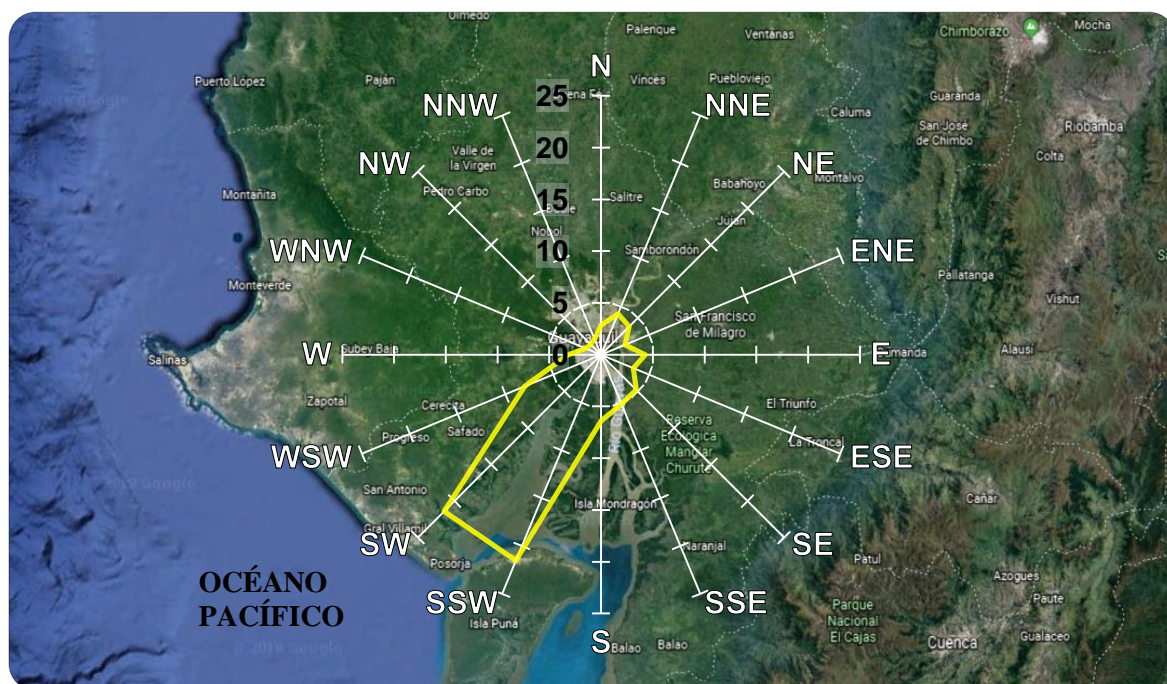 Olmedo
Palenque
Ventanas
Chimborazo
Mocha
N
Puerto López
Paján
Vinces
Puebloviejo
25
NNW
NNE
Guaranda
Caluma
Riobamba
San José
de Chimbo
20
Valle de
la Virgen
Colta
NW
NE
Pedro Carbo
Babahoyo
Montalvo
Montañita
15
Salitre
Nobol
Jujan
WNW
10
Samborondón
ENE
Pallatanga
Monteverde
Vishut
5
San Francisco
de Milagro
Guayaquil
W
0
E
Alausí
Salinas
Zapotal
Cerecita
El Triunfo
Progreso
Safado
Reserva
Ecológica
Manglar
Churute
La Troncal
WSW
ESE
San Antonio
Isla Mondragón
Cañar
Gral Villamil
SW
SE
Naranjal
Posorja
Patul
OCÉANO
PACÍFICO
Azogues
SSW
SSE
Paute
Isla Puná
Parque
Nacional
El Cajas
S
Balao
Balao
Cuenca
Gualaceo